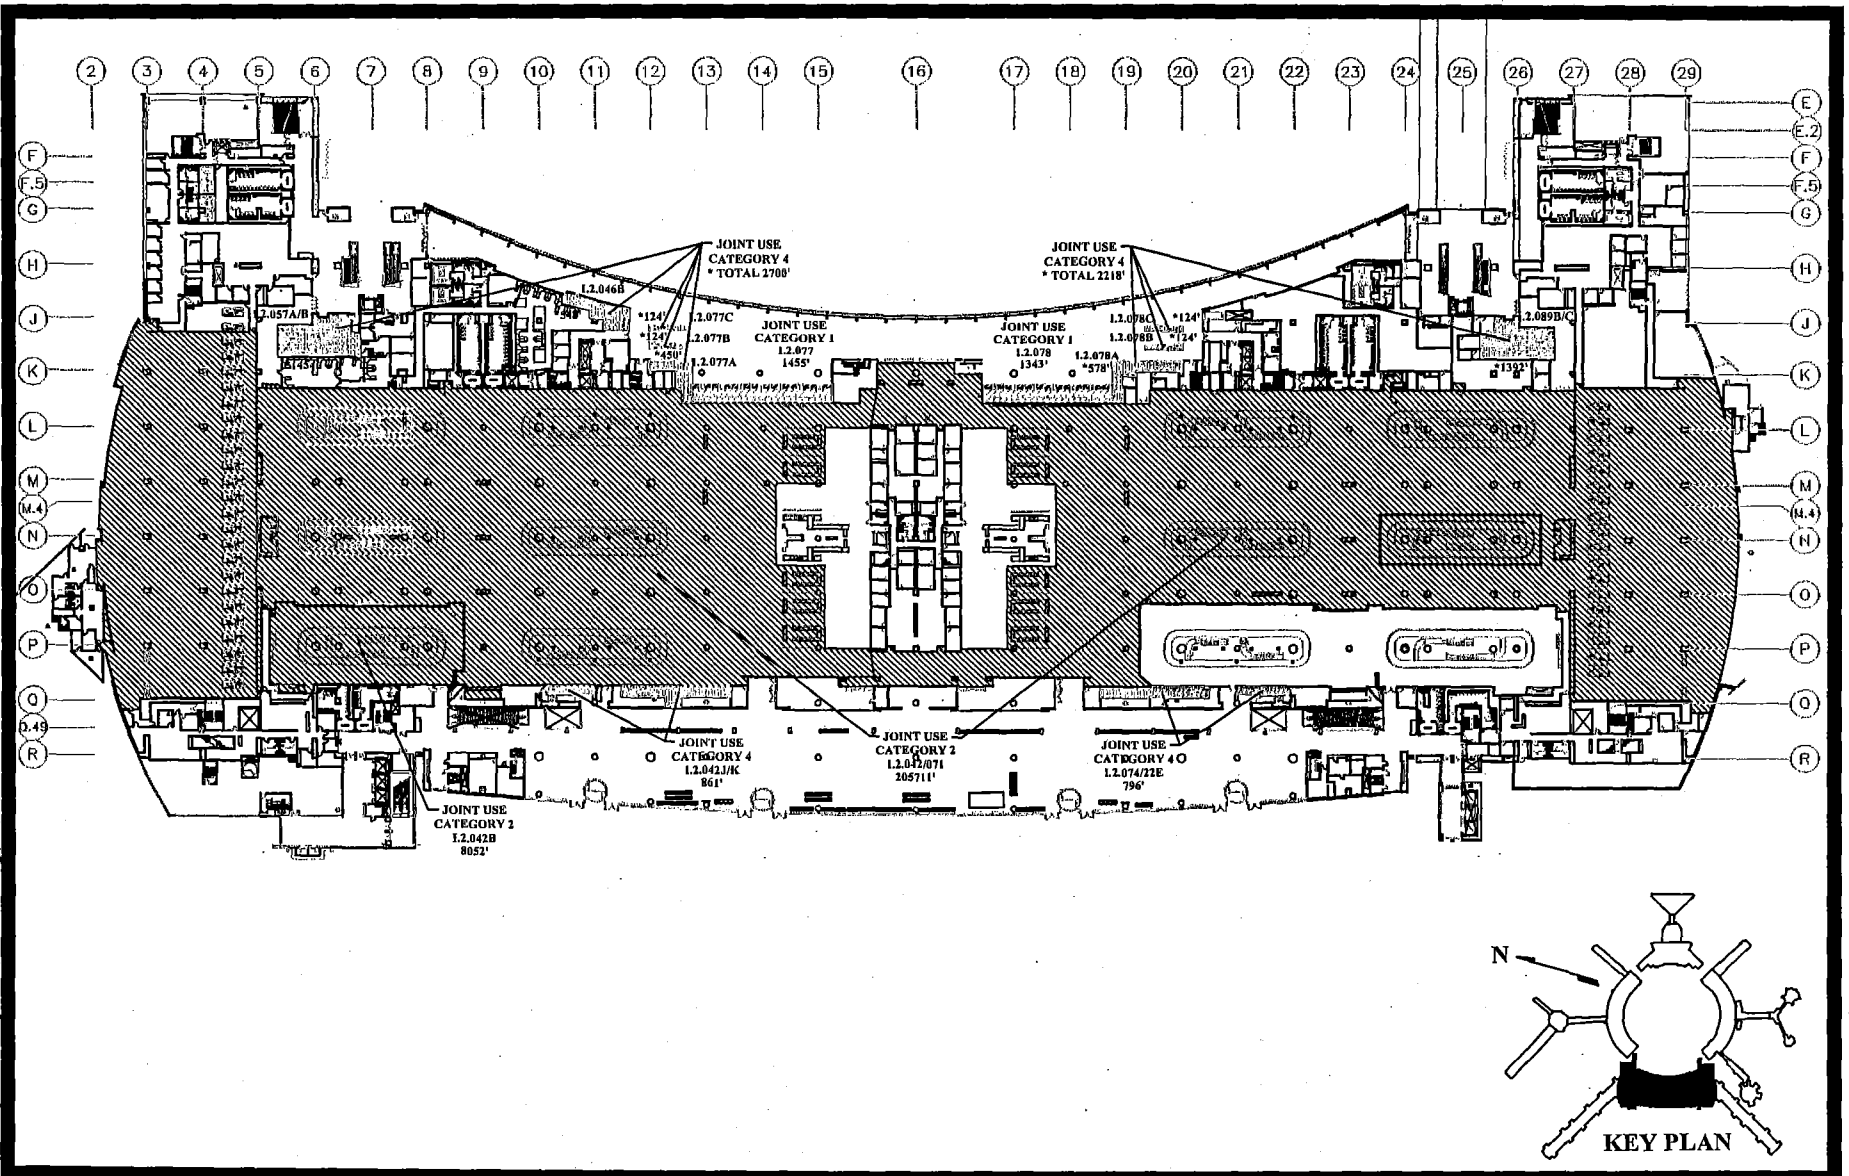 2 3 4 5 6 7 8 9 10 11 12 13 14 15 16 17 18 19 20 21 22 23 24 25 26 27 28 29
F
F.5
G
H
J
K
L
M
M.4
N
O
P
Q
R
E
E.2
F
F.5
G
H
J
K
L
M
M.4
N
O
P
Q
R
JOINT USE
CATEGORY 4
* TOTAL 2708'
JOINT USE
CATEGORY 4
* TOTAL 2218'
1.2.046B
1.2.057A/B
*124'
*124'
*450'
1.2.077C
1.2.077B
1.2.077A
JOINT USE
CATEGORY 1
1.2.077
1455'
JOINT USE
CATEGORY 1
1.2.078
1343'
1.2.078C
1.2.078B
1.2.078A
*578'
*124'
*124'
1.2.089B/C
*1392'
JOINT USE
CATEGORY 4
1.2.042J/K
861'
JOINT USE
CATEGORY 2
1.2.042/071
205711'
JOINT USE
CATEGORY 4
1.2.074/22E
796'
JOINT USE
CATEGORY 2
1.2.042B
8052'
N
KEY PLAN